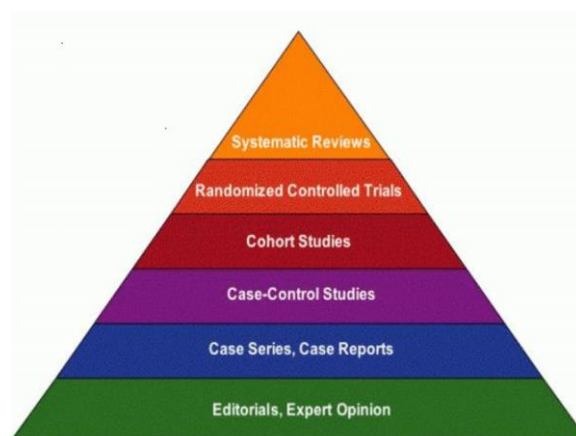 Systematic Reviews
Randomized Controlled Trials
Cohort Studies
Case-Control Studies
Case Series, Case Reports
Editorials, Expert Opinion